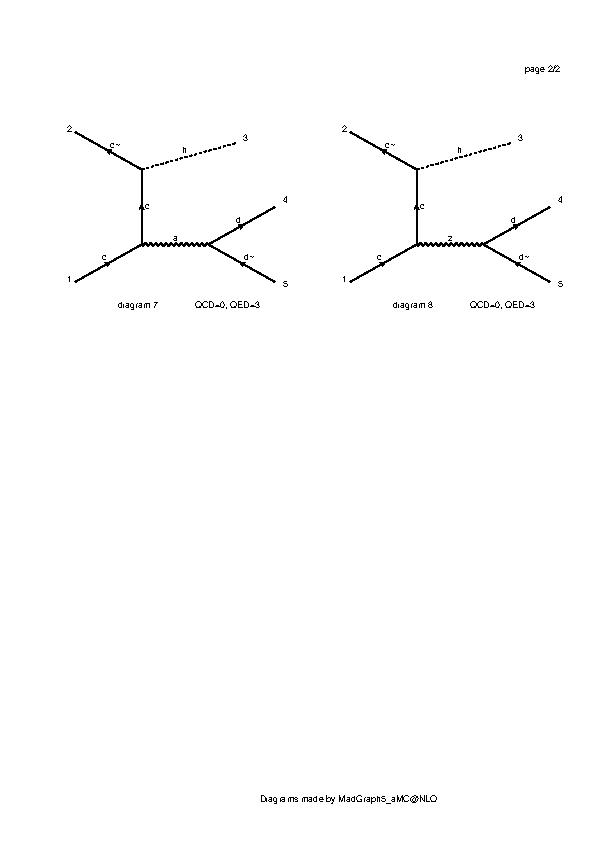 page 2/2
2 c~ h 3 2 c~ h 3
c d 4 c d 4
c a d~ c z d~
1 5 1 5
diagram 7 QCD=0, QED=3 diagram 8 QCD=0, QED=3
Diagrams made by MadGraph5_aMC@NLO